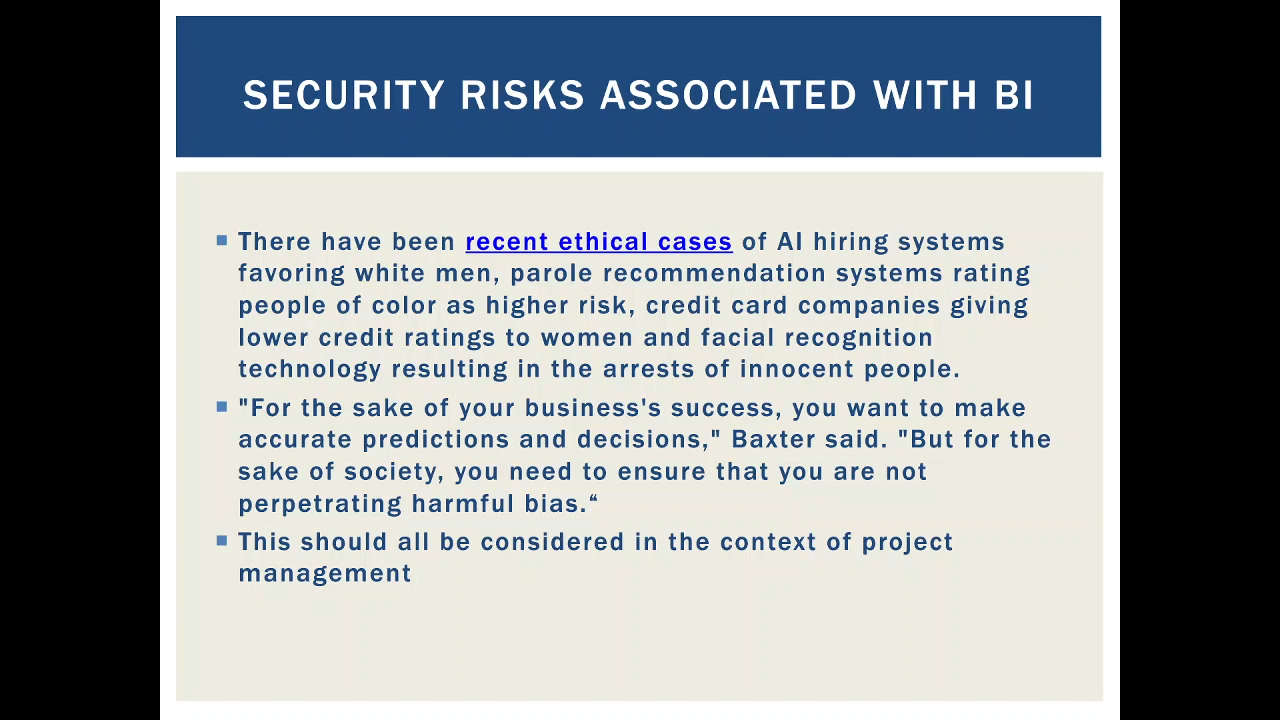 SECURITY RISKS ASSOCIATED WITH BI
There have been recent ethical cases of AI hiring systems
favoring white men, parole recommendation systems rating
people of color as higher risk, credit card companies giving
lower credit ratings to women and facial recognition
technology resulting in the arrests of innocent people.
"For the sake of your business's success, you want to make
accurate predictions and decisions," Baxter said. "But for the
sake of society, you need to ensure that you are not
perpetrating harmful bias.“
This should all be considered in the context of project
management